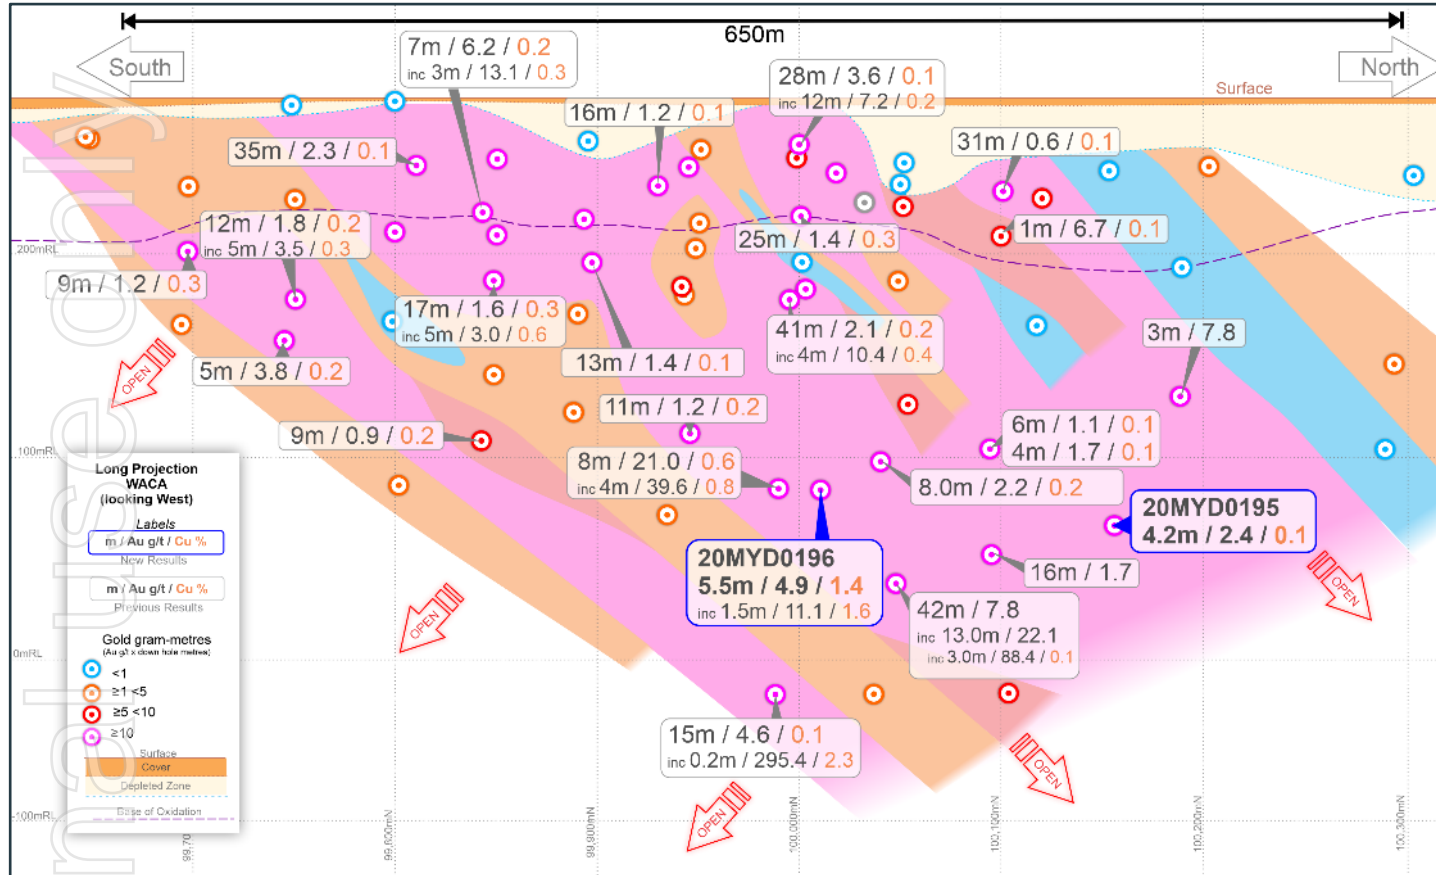 650m
South
North
Surface
7m / 6.2 / 0.2
inc 3m / 13.1 / 0.3
28m / 3.6 / 0.1
inc 12m / 7.2 / 0.2
16m / 1.2 / 0.1
35m / 2.3 / 0.1
31m / 0.6 / 0.1
12m / 1.8 / 0.2
inc 5m / 3.5 / 0.3
25m / 1.4 / 0.3
1m / 6.7 / 0.1
200mRL
9m / 1.2 / 0.3
17m / 1.6 / 0.3
inc 5m / 3.0 / 0.6
41m / 2.1 / 0.2
inc 4m / 10.4 / 0.4
3m / 7.8
13m / 1.4 / 0.1
5m / 3.8 / 0.2
OPEN
11m / 1.2 / 0.2
9m / 0.9 / 0.2
6m / 1.1 / 0.1
4m / 1.7 / 0.1
100mRL
8m / 21.0 / 0.6
inc 4m / 39.6 / 0.8
8.0m / 2.2 / 0.2
20MYD0195
4.2m / 2.4 / 0.1
20MYD0196
5.5m / 4.9 / 1.4
inc 1.5m / 11.1 / 1.6
16m / 1.7
OPEN
OPEN
42m / 7.8
inc 13.0m / 22.1
inc 3.0m / 88.4 / 0.1
0mRL
15m / 4.6 / 0.1
inc 0.2m / 295.4 / 2.3
OPEN
OPEN
-100mRL
Long Projection
WACA
(looking West)
Labels
m / Au g/t / Cu %
New Results
m / Au g/t / Cu %
Previous Results
Gold gram-metres
(Au g/t x down hole metres)
<1
≥1 <5
≥5 <10
≥10
Surface
Cover
Depleted Zone
Base of Oxidation
99,800mN
99,900mN
100,000mN
100,100mN
100,200mN
100,300mN
nal use only